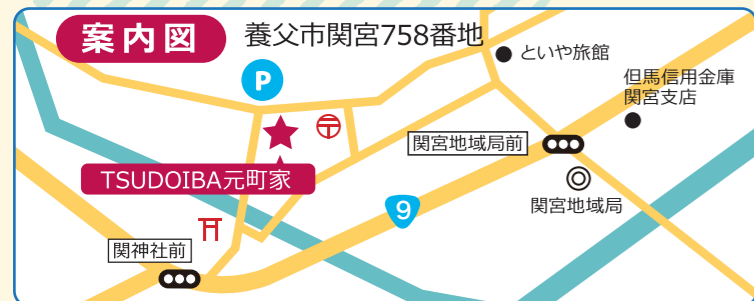 案内図
養父市関宮758番地
P
といや旅館
但馬信用金庫
関宮支店
関宮地域局前
TSUDOIBA元町家
関宮地域局
9
関神社前